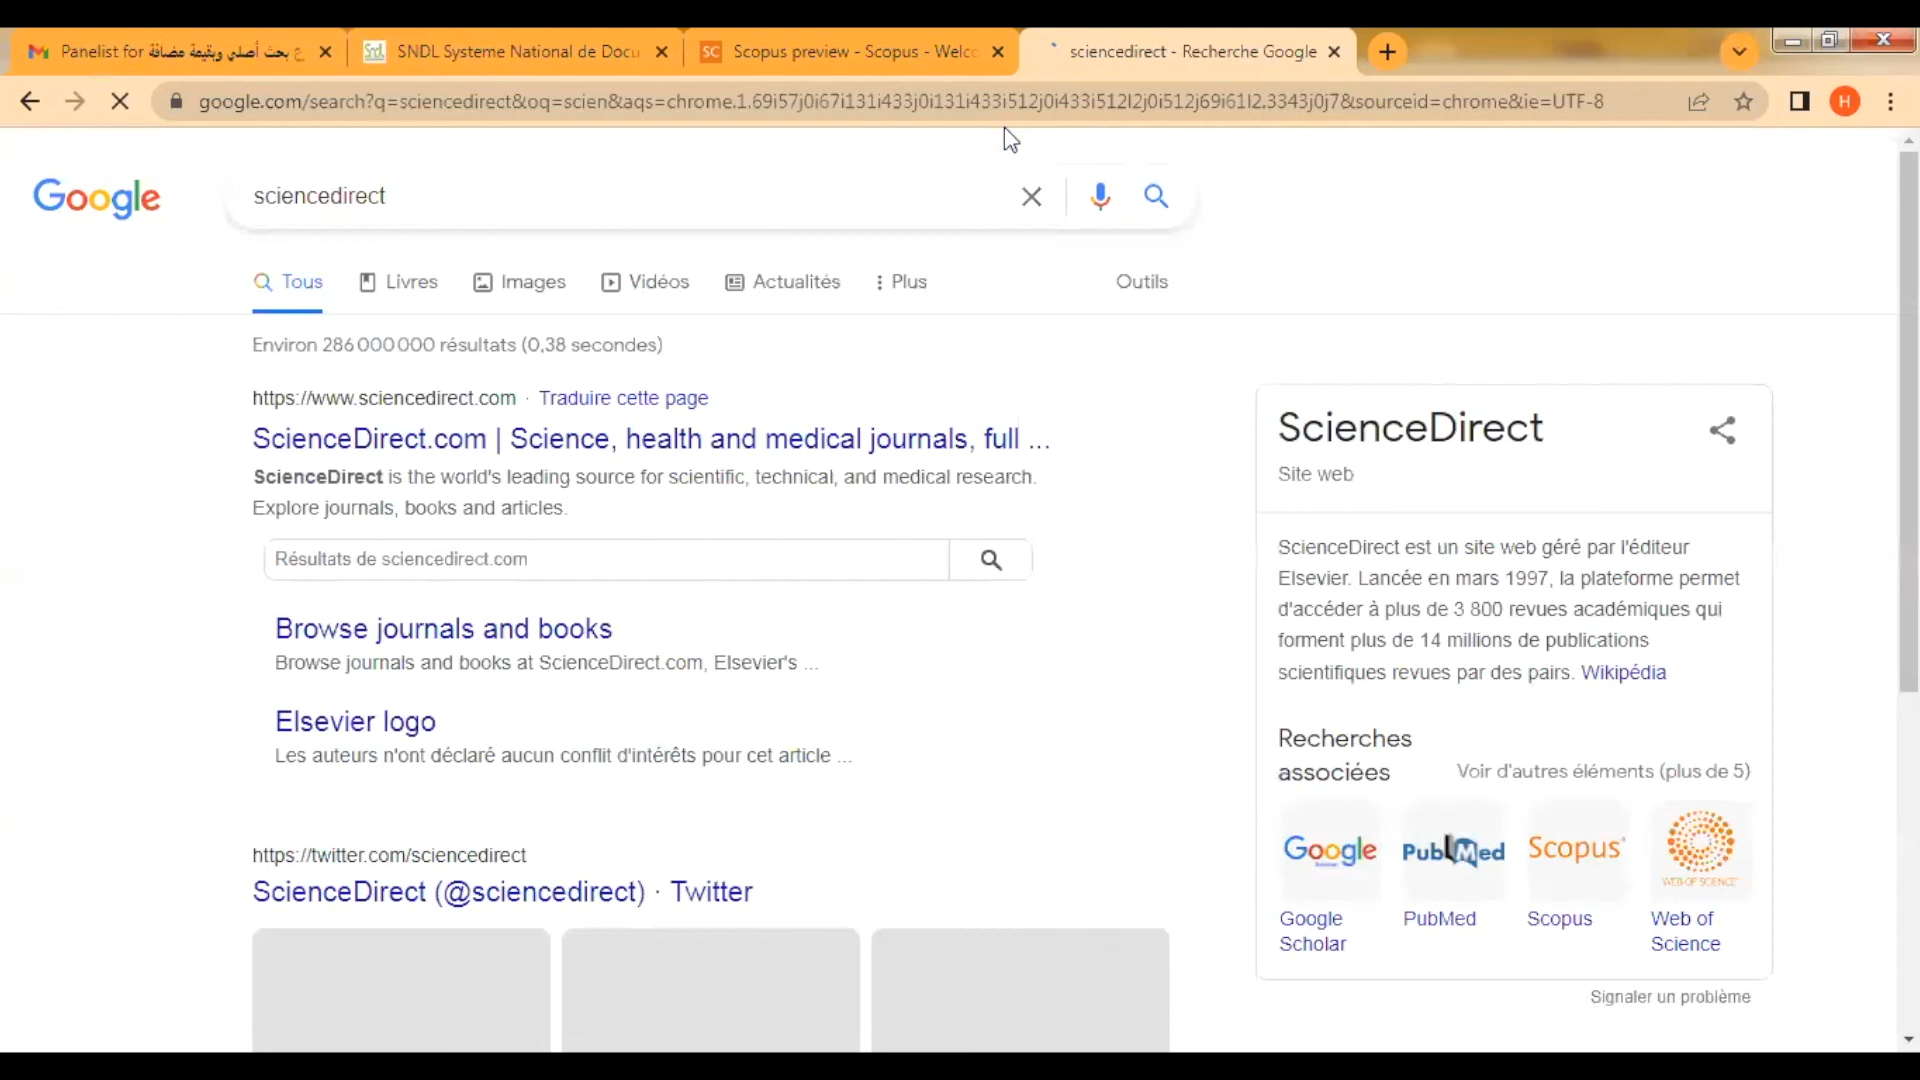 Panelist for ع بحث أصلي وبقيمة مضافة
SNDL Systeme National de Docu
SC Scopus preview - Scopus - Welco
sciencedirect - Recherche Google
google.com/search?q=sciencedirect&oq=scien&aqs=chrome.1.69i57j0i67i131i433j0i131i433i512j0i433i512l2j0i512j69i61l2.3343j0j7&sourceid=chrome&ie=UTF-8
H
Google
sciencedirect
Tous
Livres
Images
Vidéos
Actualités
Plus
Outils
Environ 286 000 000 résultats (0,38 secondes)
https://www.sciencedirect.com · Traduire cette page
ScienceDirect.com | Science, health and medical journals, full ...
ScienceDirect is the world's leading source for scientific, technical, and medical research.
Explore journals, books and articles.
Résultats de sciencedirect.com
Browse journals and books
Browse journals and books at ScienceDirect.com, Elsevier's ...
Elsevier logo
Les auteurs n'ont déclaré aucun conflit d'intérêts pour cet article ...
https://twitter.com/sciencedirect
ScienceDirect (@sciencedirect) · Twitter
ScienceDirect
Site web
ScienceDirect est un site web géré par l'éditeur
Elsevier. Lancée en mars 1997, la plateforme permet
d'accéder à plus de 3 800 revues académiques qui
forment plus de 14 millions de publications
scientifiques revues par des pairs. Wikipédia
Recherches
associées
Voir d'autres éléments (plus de 5)
Google
PubMed
Scopus
WEB OF SCIENCE
Google
Scholar
PubMed
Scopus
Web of
Science
Signaler un problème